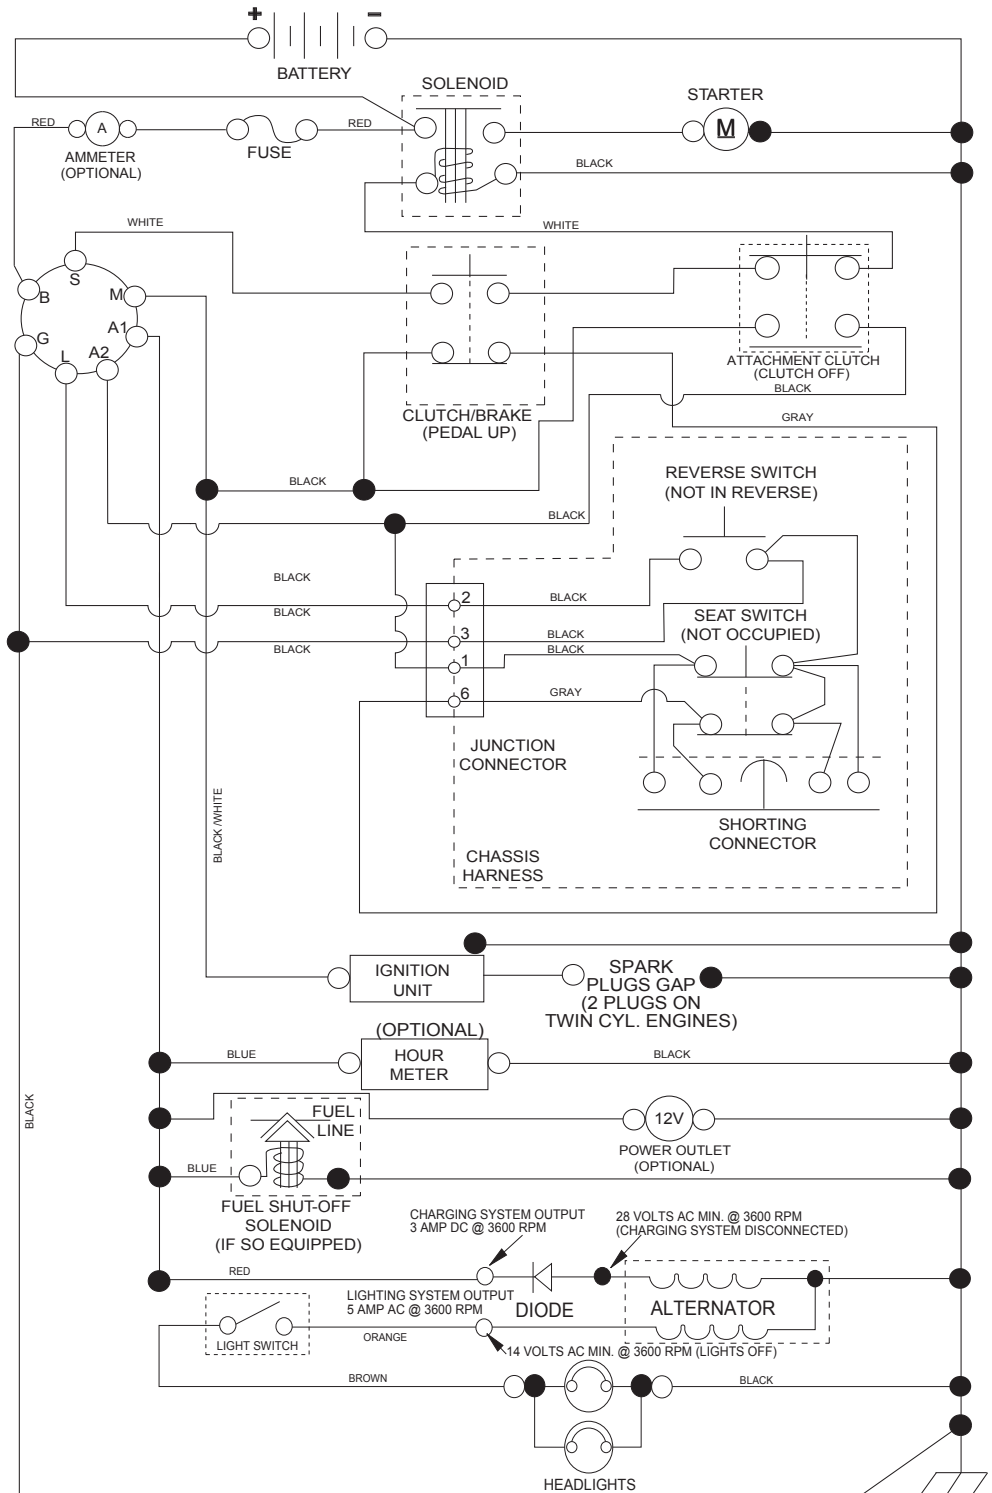 + –
BATTERY
SOLENOID
STARTER
RED
A
RED
M
AMMETER
(OPTIONAL)
FUSE
BLACK
WHITE
WHITE
S
B
M
G
A1
L
A2
ATTACHMENT CLUTCH
(CLUTCH OFF)
BLACK
CLUTCH/BRAKE
(PEDAL UP)
GRAY
REVERSE SWITCH
(NOT IN REVERSE)
BLACK
BLACK
BLACK
2
BLACK
BLACK
SEAT SWITCH
(NOT OCCUPIED)
3
BLACK
BLACK
BLACK
1
6
GRAY
JUNCTION
CONNECTOR
BLACK /WHITE
SHORTING
CONNECTOR
CHASSIS
HARNESS
IGNITION
UNIT
SPARK
PLUGS GAP
(2 PLUGS ON
TWIN CYL. ENGINES)
(OPTIONAL)
HOUR
METER
BLUE
BLACK
BLACK
FUEL
LINE
12V
POWER OUTLET
(OPTIONAL)
BLUE
FUEL SHUT-OFF
SOLENOID
(IF SO EQUIPPED)
CHARGING SYSTEM OUTPUT
3 AMP DC @ 3600 RPM
28 VOLTS AC MIN. @ 3600 RPM
(CHARGING SYSTEM DISCONNECTED)
RED
LIGHTING SYSTEM OUTPUT
5 AMP AC @ 3600 RPM
DIODE
ALTERNATOR
LIGHT SWITCH
ORANGE
14 VOLTS AC MIN. @ 3600 RPM (LIGHTS OFF)
BROWN
BLACK
HEADLIGHTS